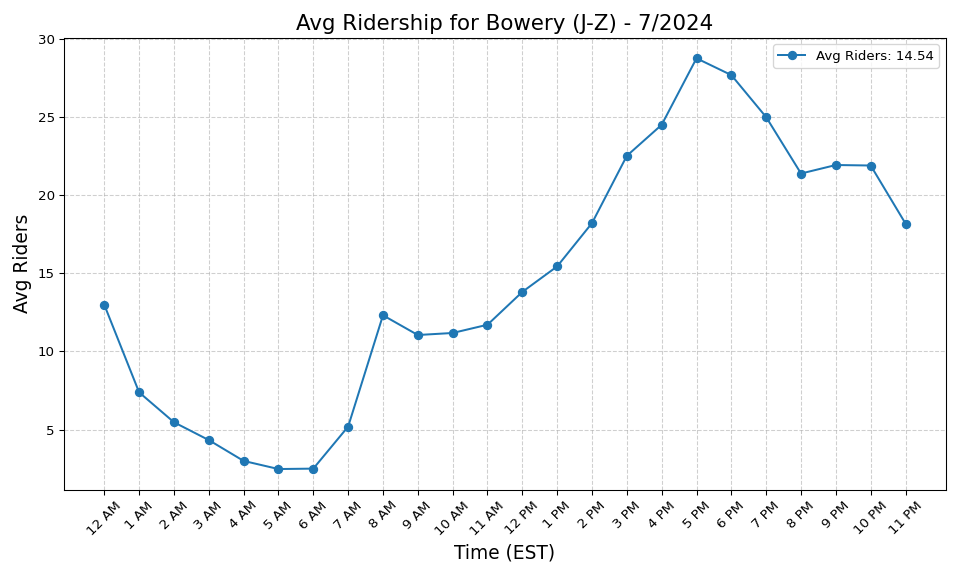 Avg Ridership for Bowery (J-Z) - 7/2024
Avg Riders: 14.54
Avg Riders
30
25
20
15
10
5
12 AM
1 AM
2 AM
3 AM
4 AM
5 AM
6 AM
7 AM
8 AM
9 AM
10 AM
11 AM
12 PM
1 PM
2 PM
3 PM
4 PM
5 PM
6 PM
7 PM
8 PM
9 PM
10 PM
11 PM
Time (EST)